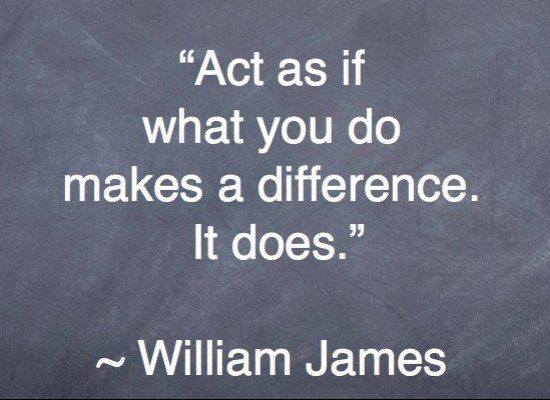 “Act as if
what you do
makes a difference.
It does.”
~ William James